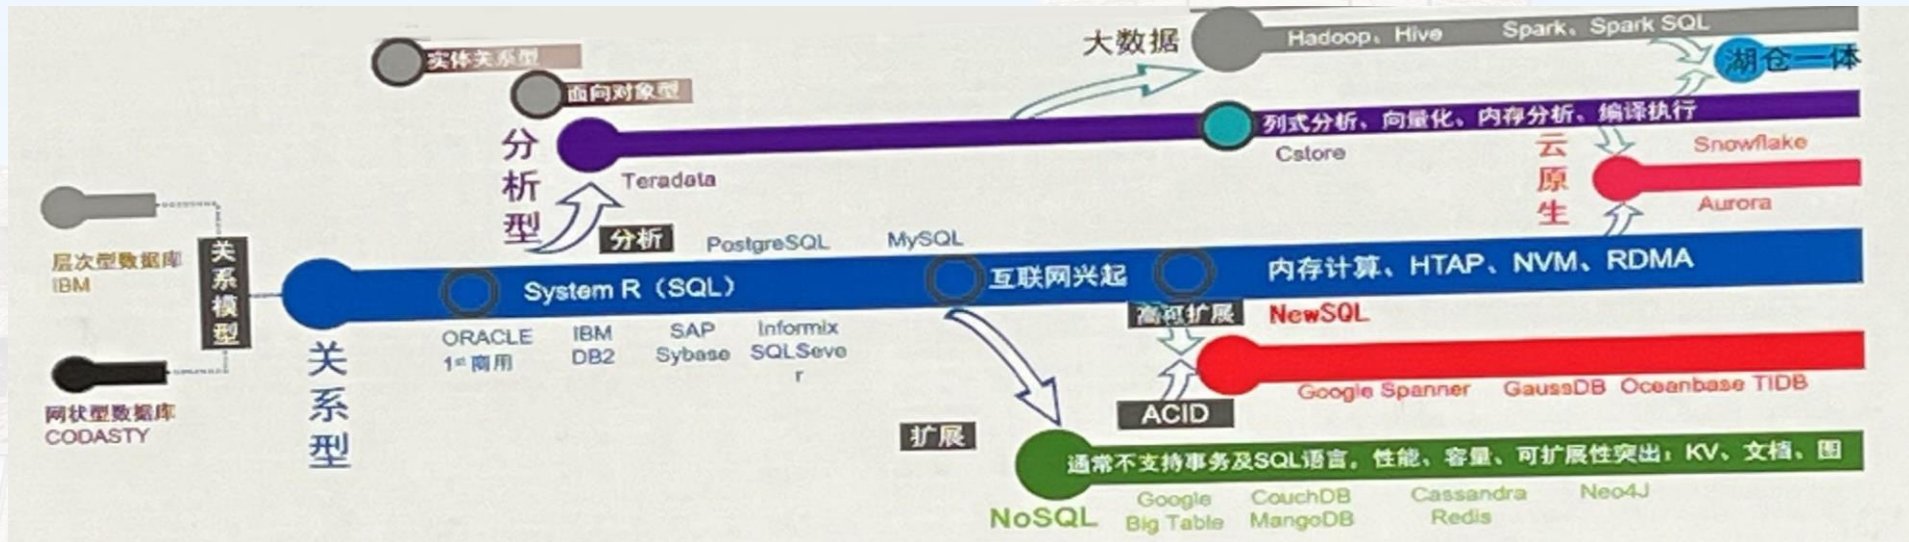 实体关系型
面向对象型
大数据
Hadoop、Hive Spark、Spark SQL
湖仓一体
分析型
列式分析、向量化、内存分析、编译执行
Cstore
Teradata
云原生
Snowflake
Aurora
层次型数据库
IBM
关系模型
网状型数据库
CODASTY
关系型
分析
PostgreSQL
MySQL
System R（SQL）
互联网兴起
内存计算、HTAP、NVM、RDMA
ORACLE
1st 商用
IBM
DB2
SAP
Sybase
Informix
SQLSeve
r
高可扩展
NewSQL
Google Spanner GaussDB Oceanbase TIDB
ACID
扩展
通常不支持事务及SQL语言，性能、容量、可扩展性突出；KV、文档、图
NoSQL
Google
Big Table
CouchDB
MangoDB
Cassandra
Redis
Neo4J